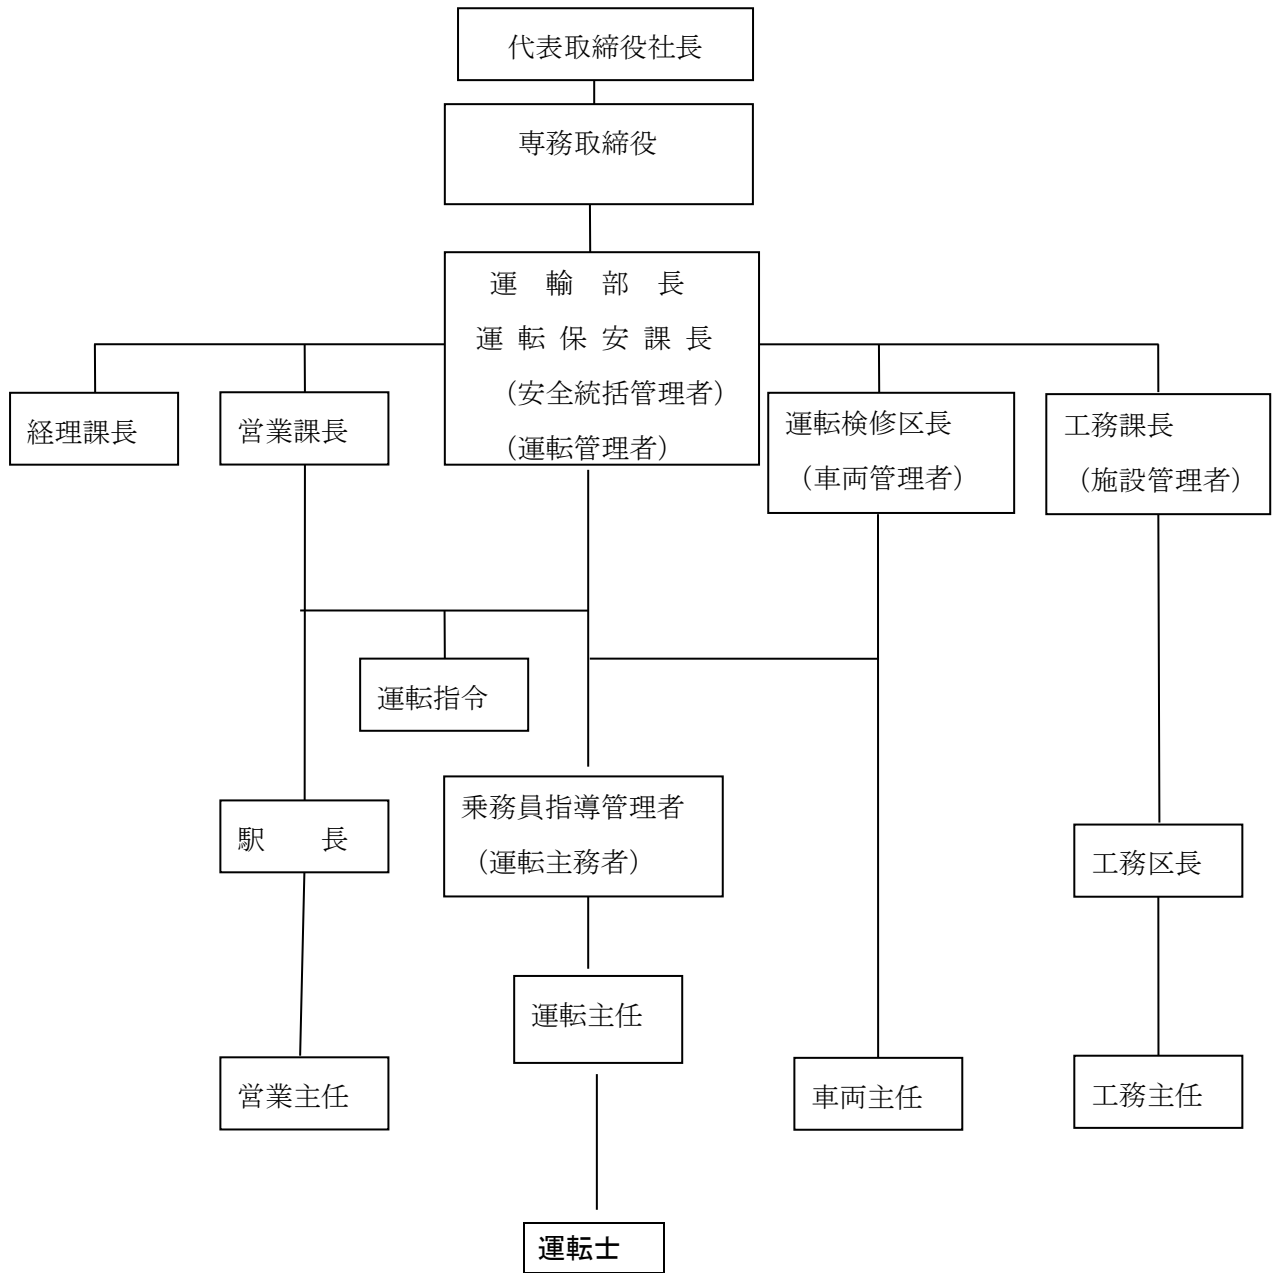 代表取締役社長
専務取締役
運　輸　部　長
運 転 保 安 課 長
（安全統括管理者）
（運転管理者）
経理課長
営業課長
運転検修区長
（車両管理者）
工務課長
（施設管理者）
運転指令
駅　　長
乗務員指導管理者
（運転主務者）
工務区長
運転主任
営業主任
車両主任
工務主任
運転士